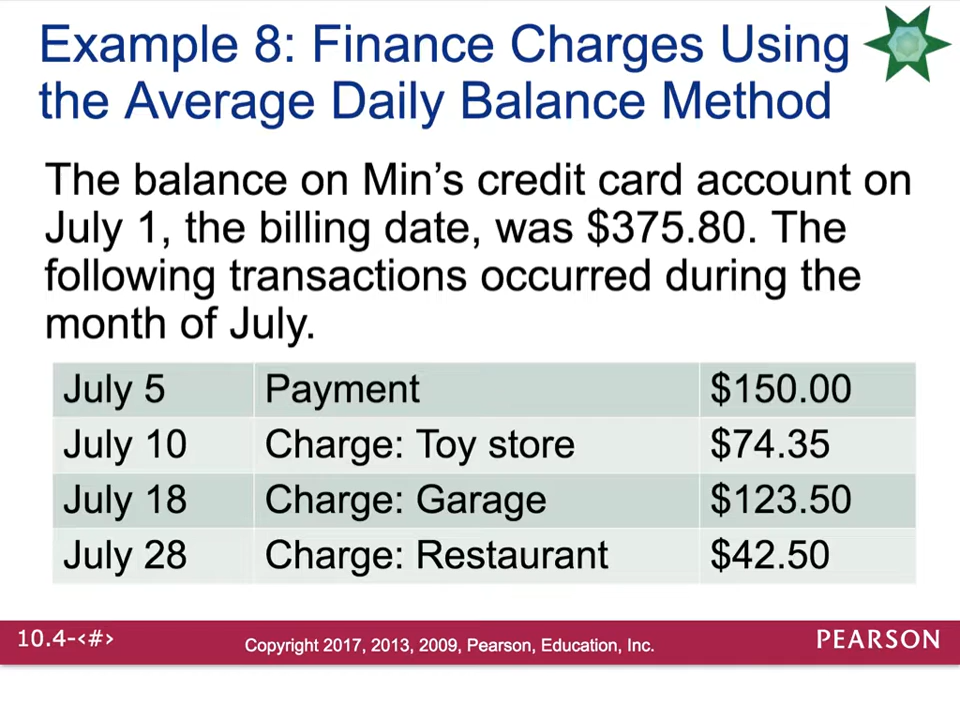 Example 8: Finance Charges Using
the Average Daily Balance Method
The balance on Min’s credit card account on
July 1, the billing date, was $375.80. The
following transactions occurred during the
month of July.
July 5 Payment $150.00
July 10 Charge: Toy store $74.35
July 18 Charge: Garage $123.50
July 28 Charge: Restaurant $42.50
10.4-<#> Copyright 2017, 2013, 2009, Pearson, Education, Inc. PEARSON